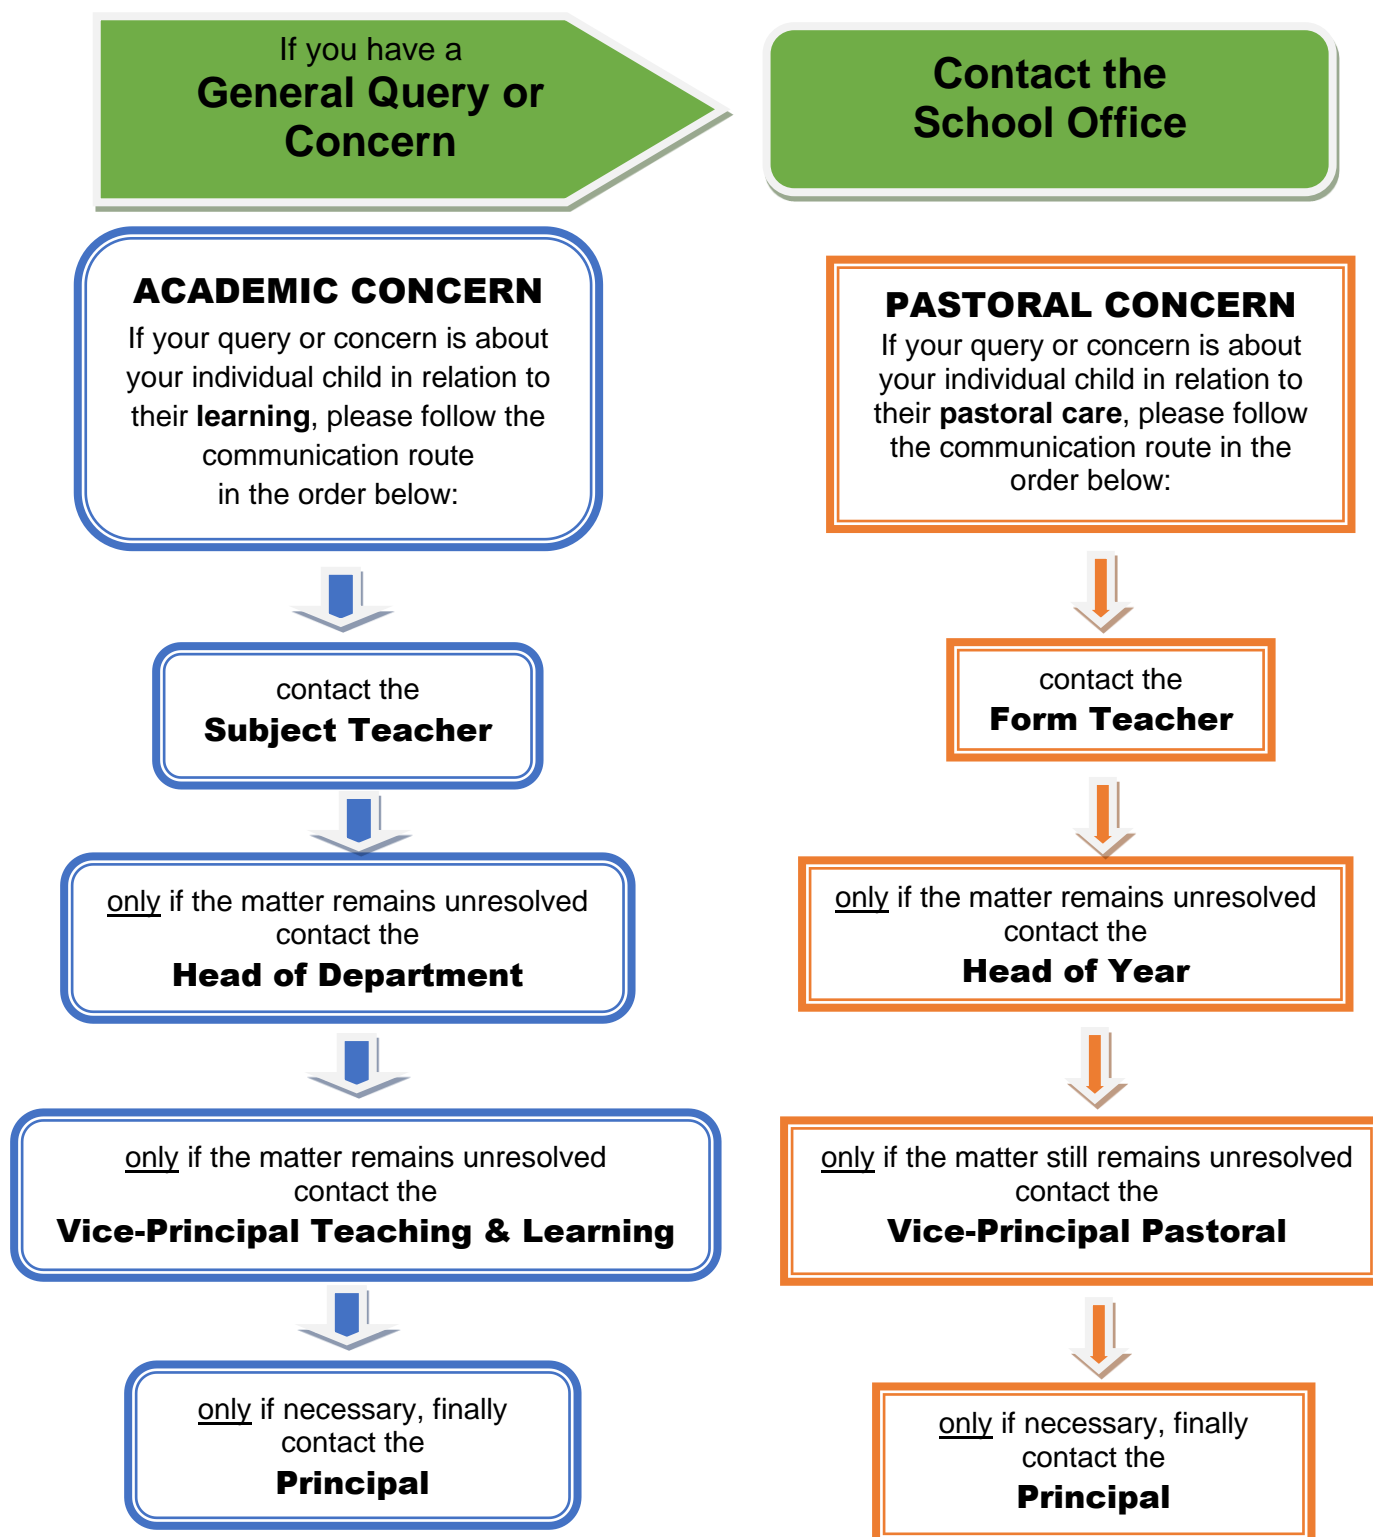 If you have a
General Query or
Concern
Contact the
School Office
ACADEMIC CONCERN
If your query or concern is about
your individual child in relation to
their learning, please follow the
communication route
in the order below:
contact the
Subject Teacher
only if the matter remains unresolved
contact the
Head of Department
only if the matter remains unresolved
contact the
Vice-Principal Teaching & Learning
only if necessary, finally
contact the
Principal
PASTORAL CONCERN
If your query or concern is about
your individual child in relation to
their pastoral care, please follow
the communication route in the
order below:
contact the
Form Teacher
only if the matter remains unresolved
contact the
Head of Year
only if the matter still remains unresolved
contact the
Vice-Principal Pastoral
only if necessary, finally
contact the
Principal